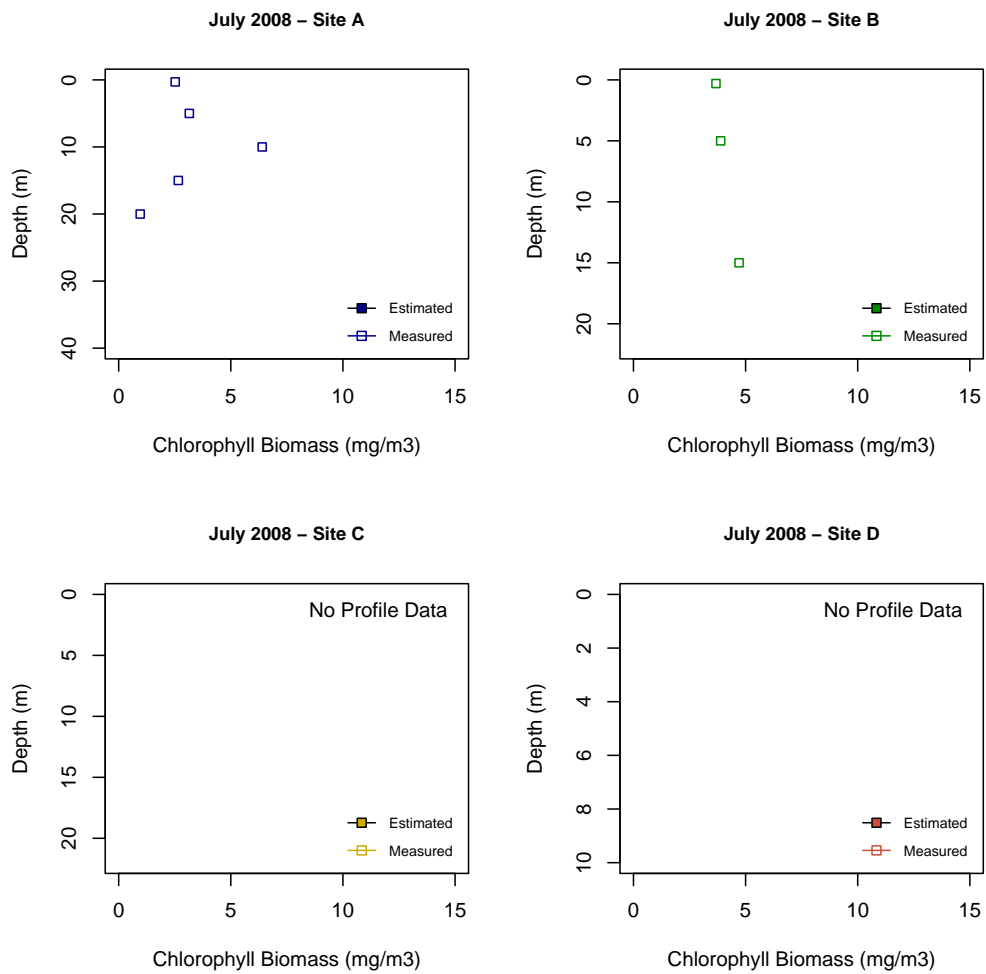 July 2008 – Site A
0
10
20
30
40
Depth (m)
Estimated
Measured
0 5 10 15
Chlorophyll Biomass (mg/m3)
July 2008 – Site B
0
5
10
15
20
Depth (m)
Estimated
Measured
0 5 10 15
Chlorophyll Biomass (mg/m3)
July 2008 – Site C
No Profile Data
0
5
10
15
20
Depth (m)
Estimated
Measured
0 5 10 15
Chlorophyll Biomass (mg/m3)
July 2008 – Site D
No Profile Data
0
2
4
6
8
10
Depth (m)
Estimated
Measured
0 5 10 15
Chlorophyll Biomass (mg/m3)